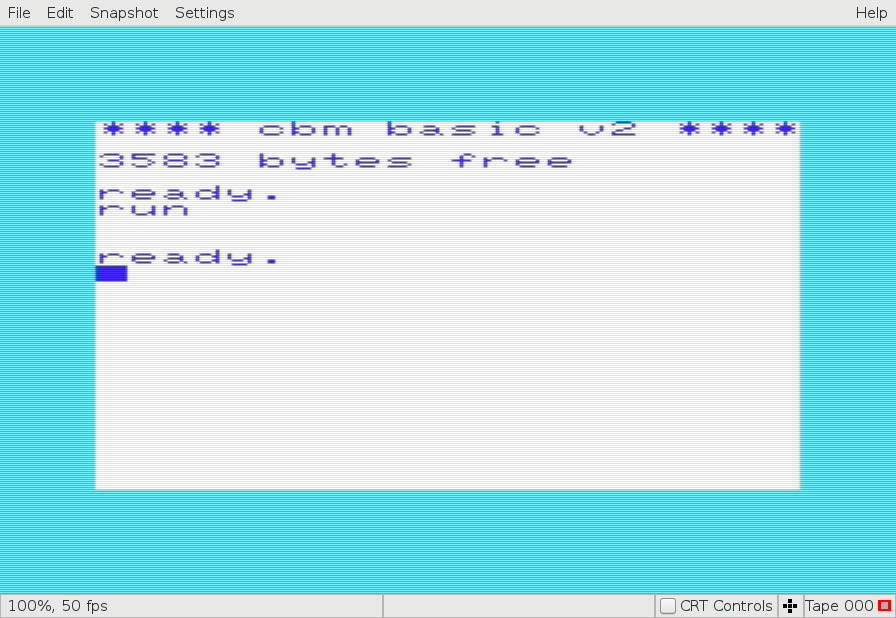 File Edit Snapshot Settings Help
**** cbm basic v2 ****
3583 bytes free
ready.
run
ready.
100%, 50 fps CRT Controls Tape 000